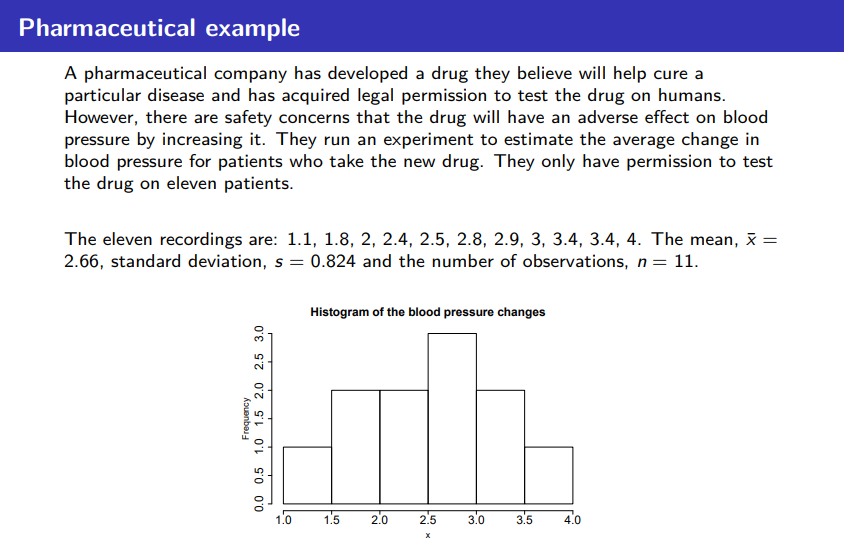 Pharmaceutical example
A pharmaceutical company has developed a drug they believe will help cure a
particular disease and has acquired legal permission to test the drug on humans.
However, there are safety concerns that the drug will have an adverse effect on blood
pressure by increasing it. They run an experiment to estimate the average change in
blood pressure for patients who take the new drug. They only have permission to test
the drug on eleven patients.
The eleven recordings are: 1.1, 1.8, 2, 2.4, 2.5, 2.8, 2.9, 3, 3.4, 3.4, 4. The mean, x̄ =
2.66, standard deviation, s = 0.824 and the number of observations, n = 11.
Histogram of the blood pressure changes
Frequency
3.0
2.5
2.0
1.5
1.0
0.5
0.0
1.0 1.5 2.0 2.5 3.0 3.5 4.0
x